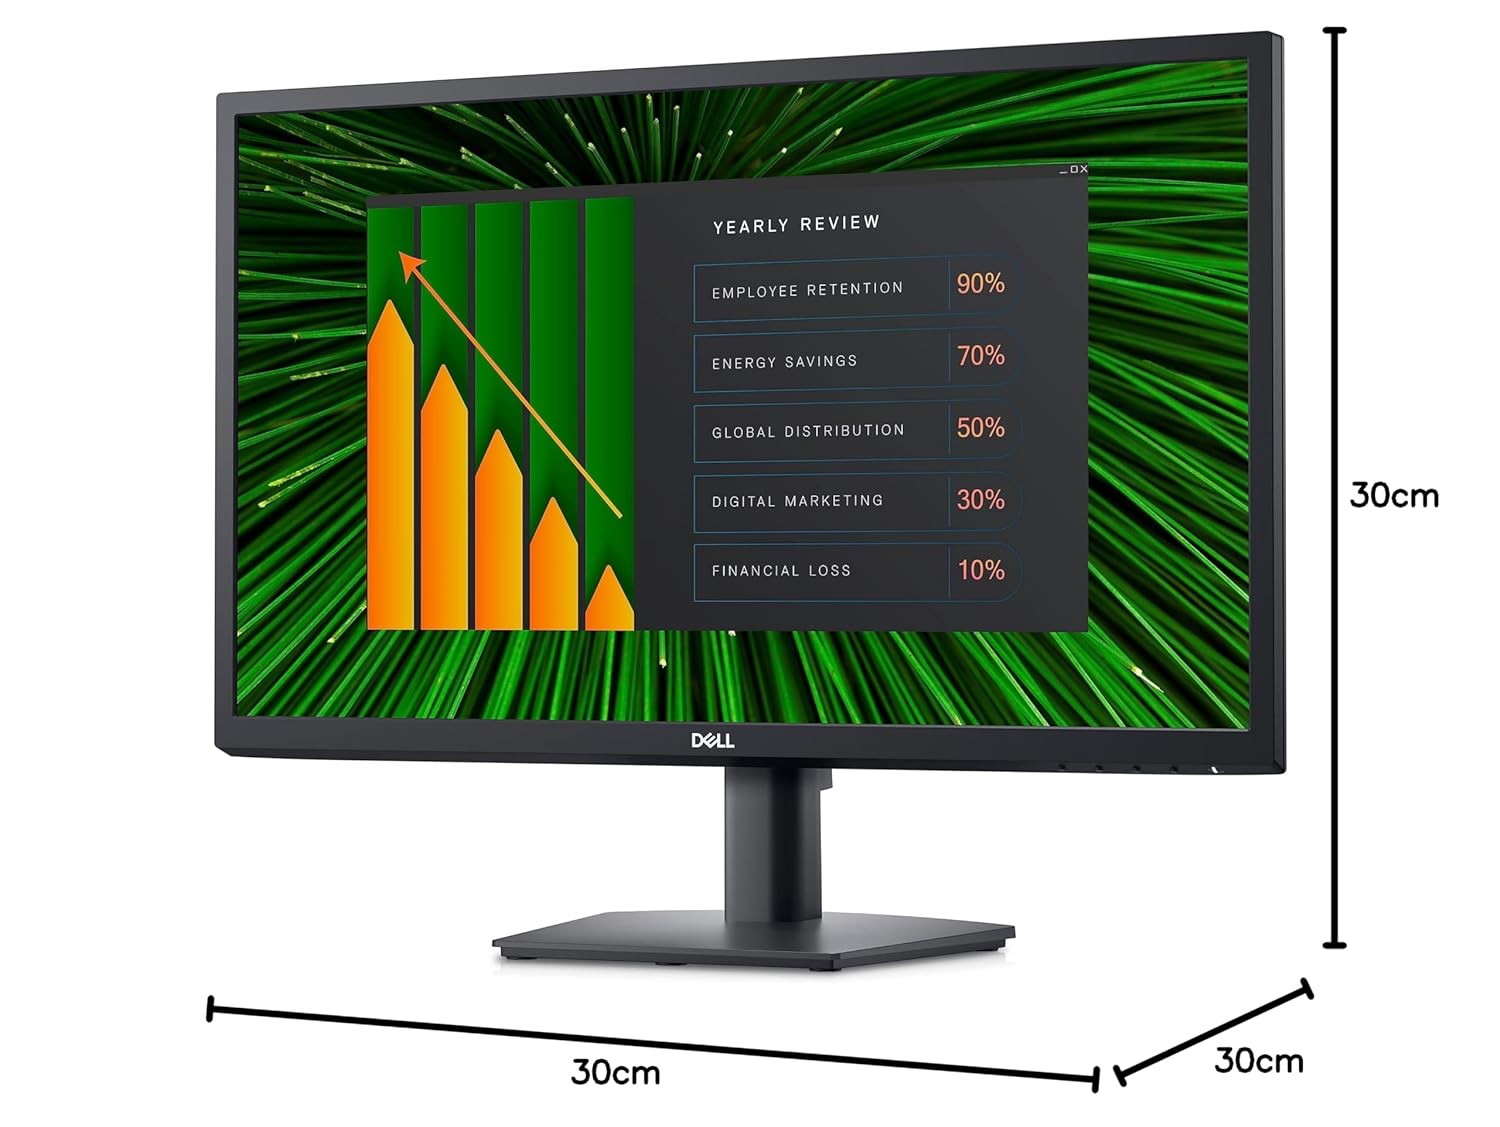 _ □ X
YEARLY REVIEW
EMPLOYEE RETENTION 90%
ENERGY SAVINGS 70%
GLOBAL DISTRIBUTION 50%
DIGITAL MARKETING 30%
FINANCIAL LOSS 10%
DELL
30cm
30cm
30cm